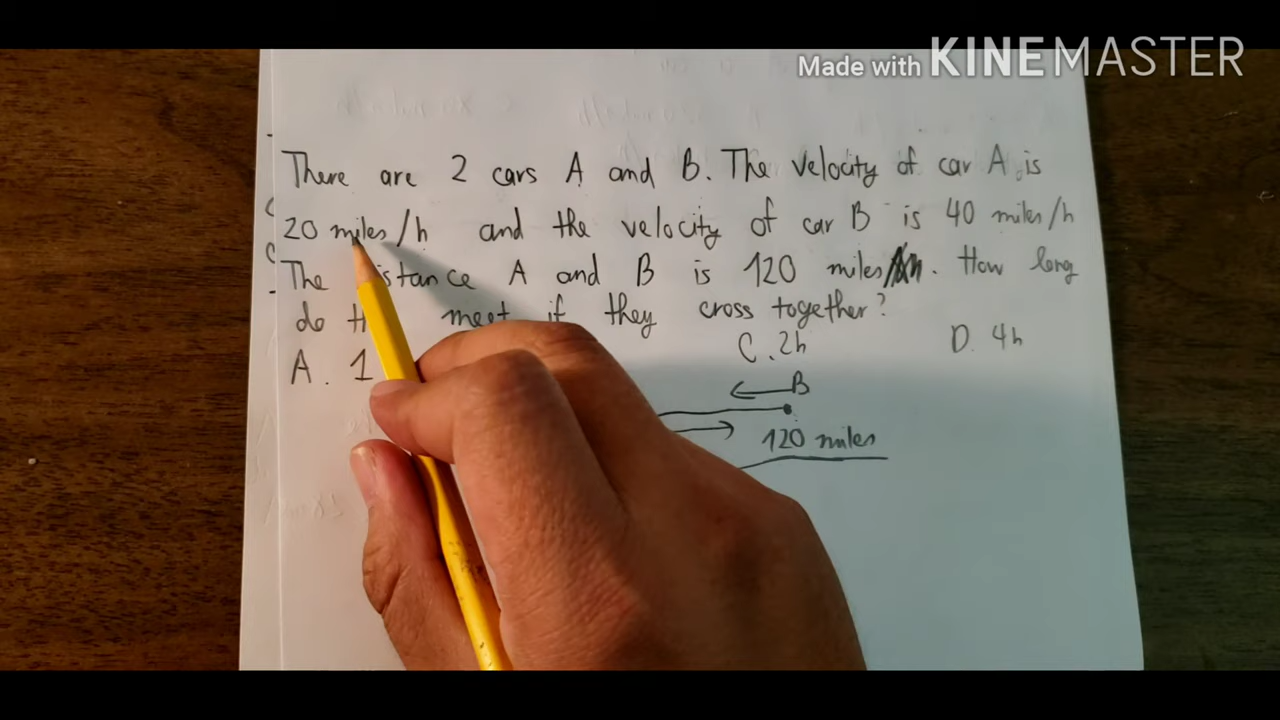 Made with KINEMASTER
There are 2 cars A and B. The velocity of car A is
20 miles/h and the velocity of car B is 40 miles/h
The A and B is 120 miles. How long
do meet if they cross together?
C. 2h D. 4h
A. 1
B
120 miles